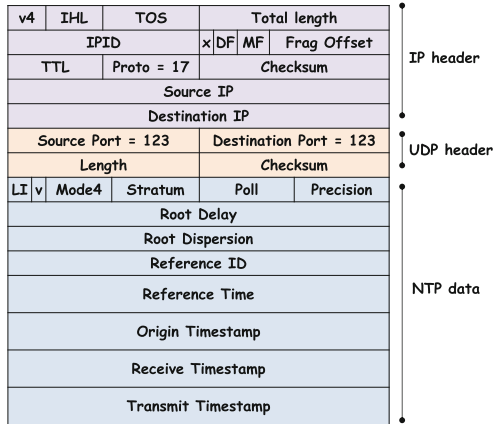 v4 IHL TOS Total length
IPID x DF MF Frag Offset
TTL Proto = 17 Checksum
IP header
Source IP
Destination IP
Source Port = 123 Destination Port = 123
UDP header
Length Checksum
LI v Mode4 Stratum Poll Precision
Root Delay
Root Dispersion
Reference ID
Reference Time
NTP data
Origin Timestamp
Receive Timestamp
Transmit Timestamp